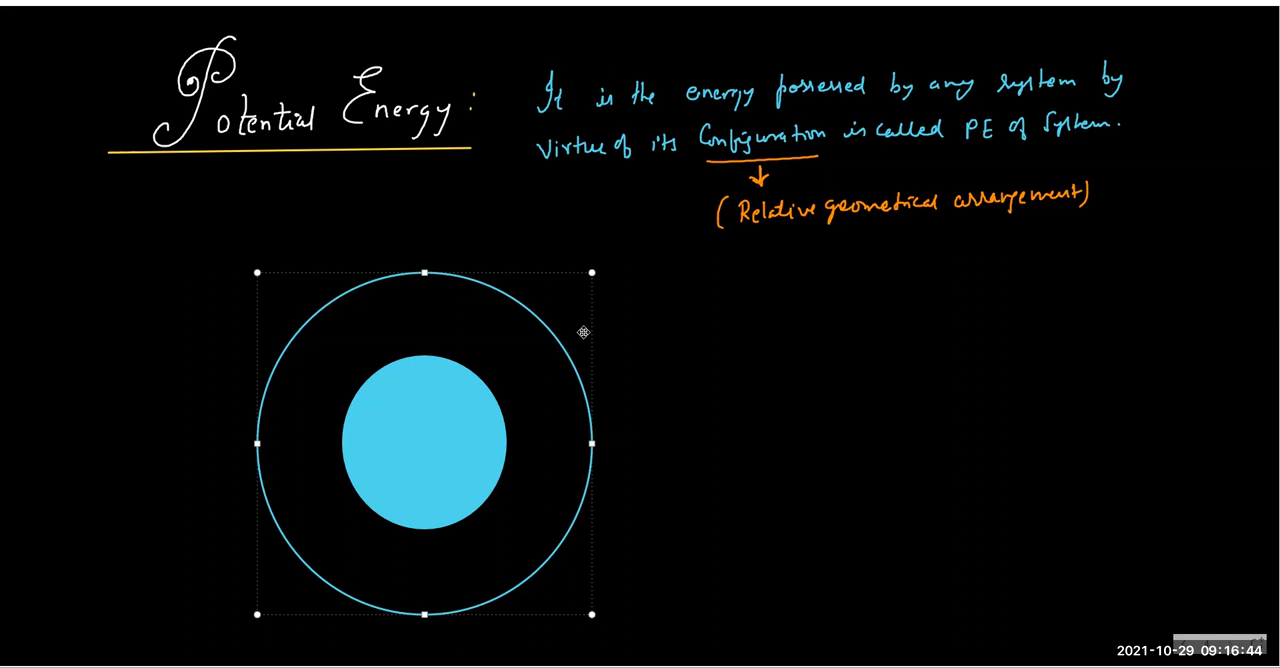 Potential Energy:
It is the energy possessed by any system by
virtue of its Configuration is called PE of System.
(Relative geometrical arrangement)
2021-10-29 09:16:44